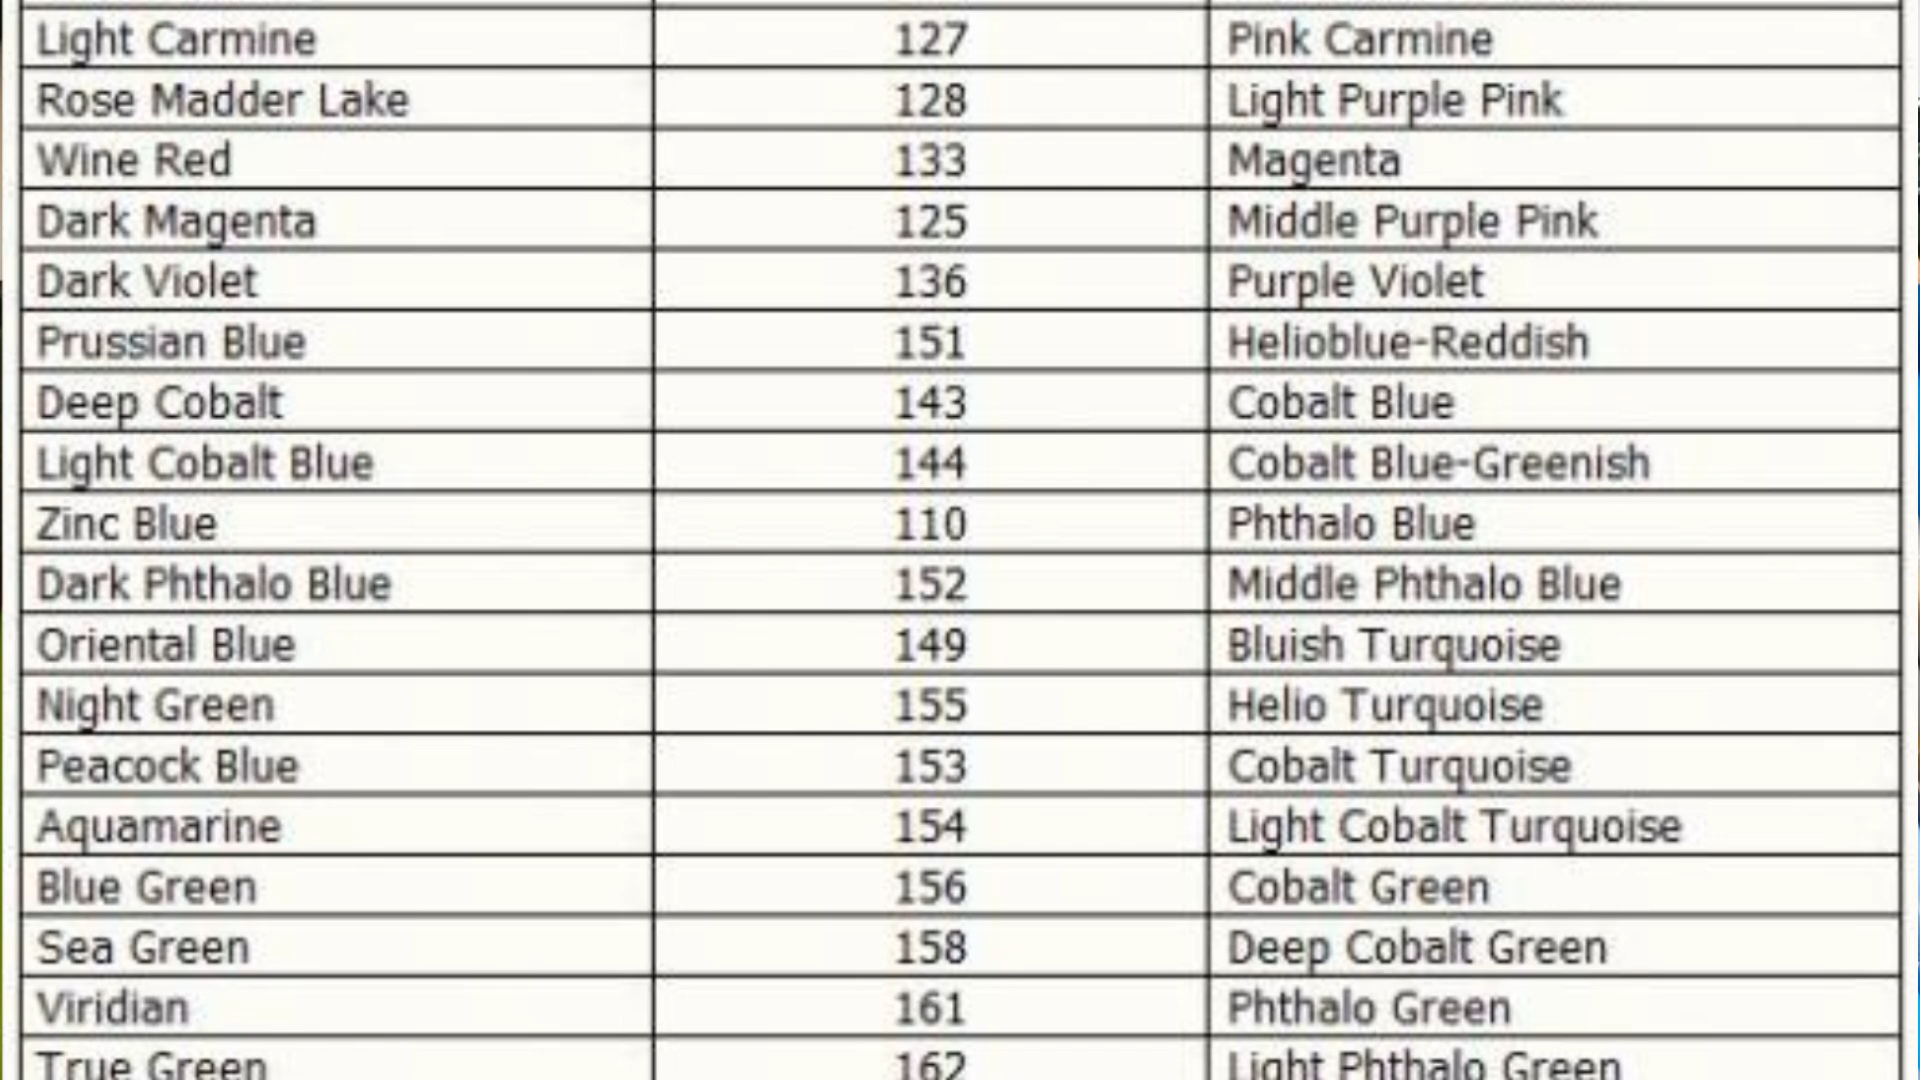 Light Carmine 127 Pink Carmine
Rose Madder Lake 128 Light Purple Pink
Wine Red 133 Magenta
Dark Magenta 125 Middle Purple Pink
Dark Violet 136 Purple Violet
Prussian Blue 151 Helioblue-Reddish
Deep Cobalt 143 Cobalt Blue
Light Cobalt Blue 144 Cobalt Blue-Greenish
Zinc Blue 110 Phthalo Blue
Dark Phthalo Blue 152 Middle Phthalo Blue
Oriental Blue 149 Bluish Turquoise
Night Green 155 Helio Turquoise
Peacock Blue 153 Cobalt Turquoise
Aquamarine 154 Light Cobalt Turquoise
Blue Green 156 Cobalt Green
Sea Green 158 Deep Cobalt Green
Viridian 161 Phthalo Green
True Green 162 Light Phthalo Green